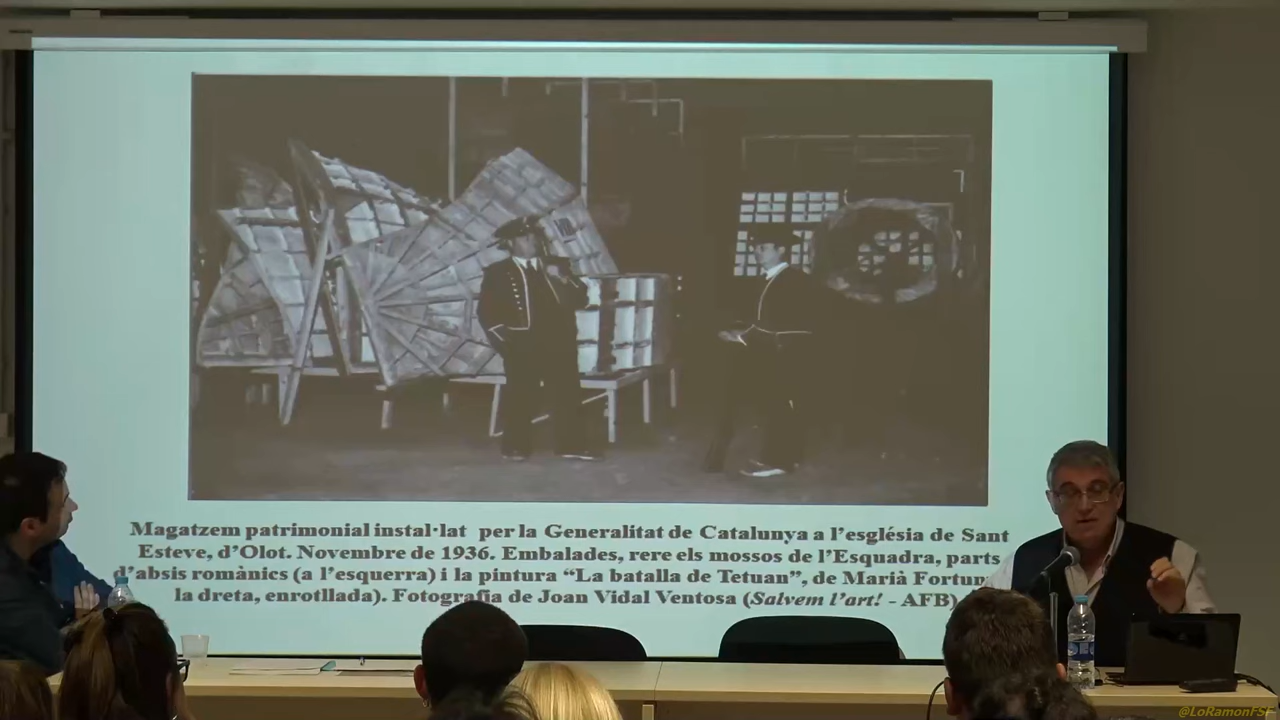 Magatzem patrimonial instal·lat per la Generalitat de Catalunya a l'església de Sant
Esteve, d'Olot. Novembre de 1936. Embalades, rere els mossos de l'Esquadra, parts
d'absis romànics (a l'esquerra) i la pintura “La batalla de Tetuan”, de Marià
la dreta, enrotllada). Fotografia de Joan Vidal Ventosa (Salvem l'art! - AFB)
@LoRamonFSF